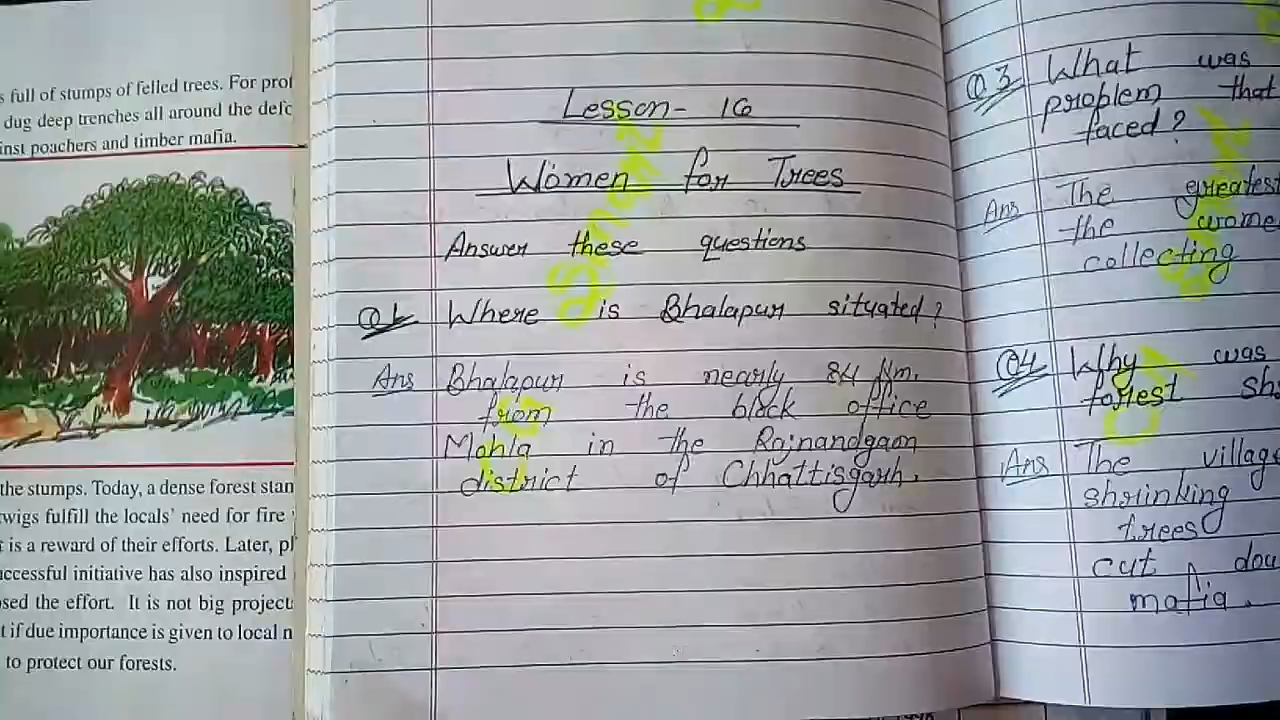 s full of stumps of felled trees. For prot
dug deep trenches all around the defc
inst poachers and timber mafia.
the stumps. Today, a dense forest stan
wigs fulfill the locals' need for fire
is a reward of their efforts. Later, pl
ccessful initiative has also inspired
sed the effort. It is not big project
t if due importance is given to local n
to protect our forests.
Lesson- 16
Women for Trees
Answer these questions
Q1 Where is Bhalapur situated?
Ans Bhalapur is nearly 84 km.
from the block office
Mohla in the Rajnandgaon
district of Chhattisgarh.
Q3 What was
problem that
faced?
Ans The greatest
the wome
collecting
Q4 Why was
forest sh
Ans The village
shrinking
trees
cut dow
mafia.